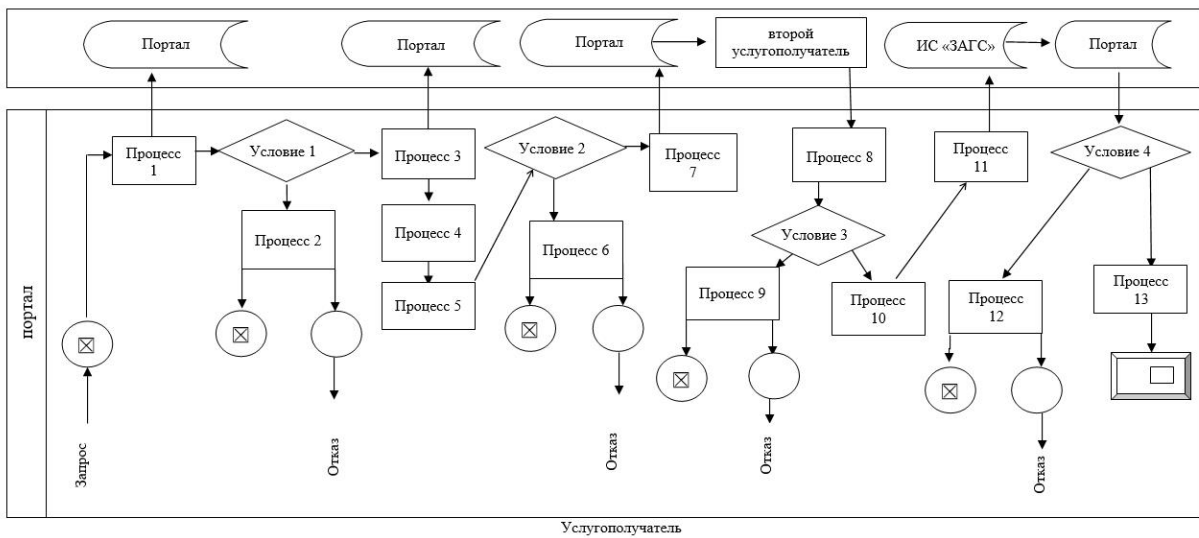 Портал
Портал
Портал
второй
услугополучатель
ИС «ЗАГС»
Портал
портал
Процесс
1
Условие 1
Процесс 3
Условие 2
Процесс
7
Процесс 8
Процесс
11
Условие 4
Процесс 2
Процесс 4
Процесс 6
Условие 3
Процесс 5
Процесс 9
Процесс
10
Процесс
12
Процесс
13
Запрос
Отказ
Отказ
Отказ
Отказ
Услугополучатель